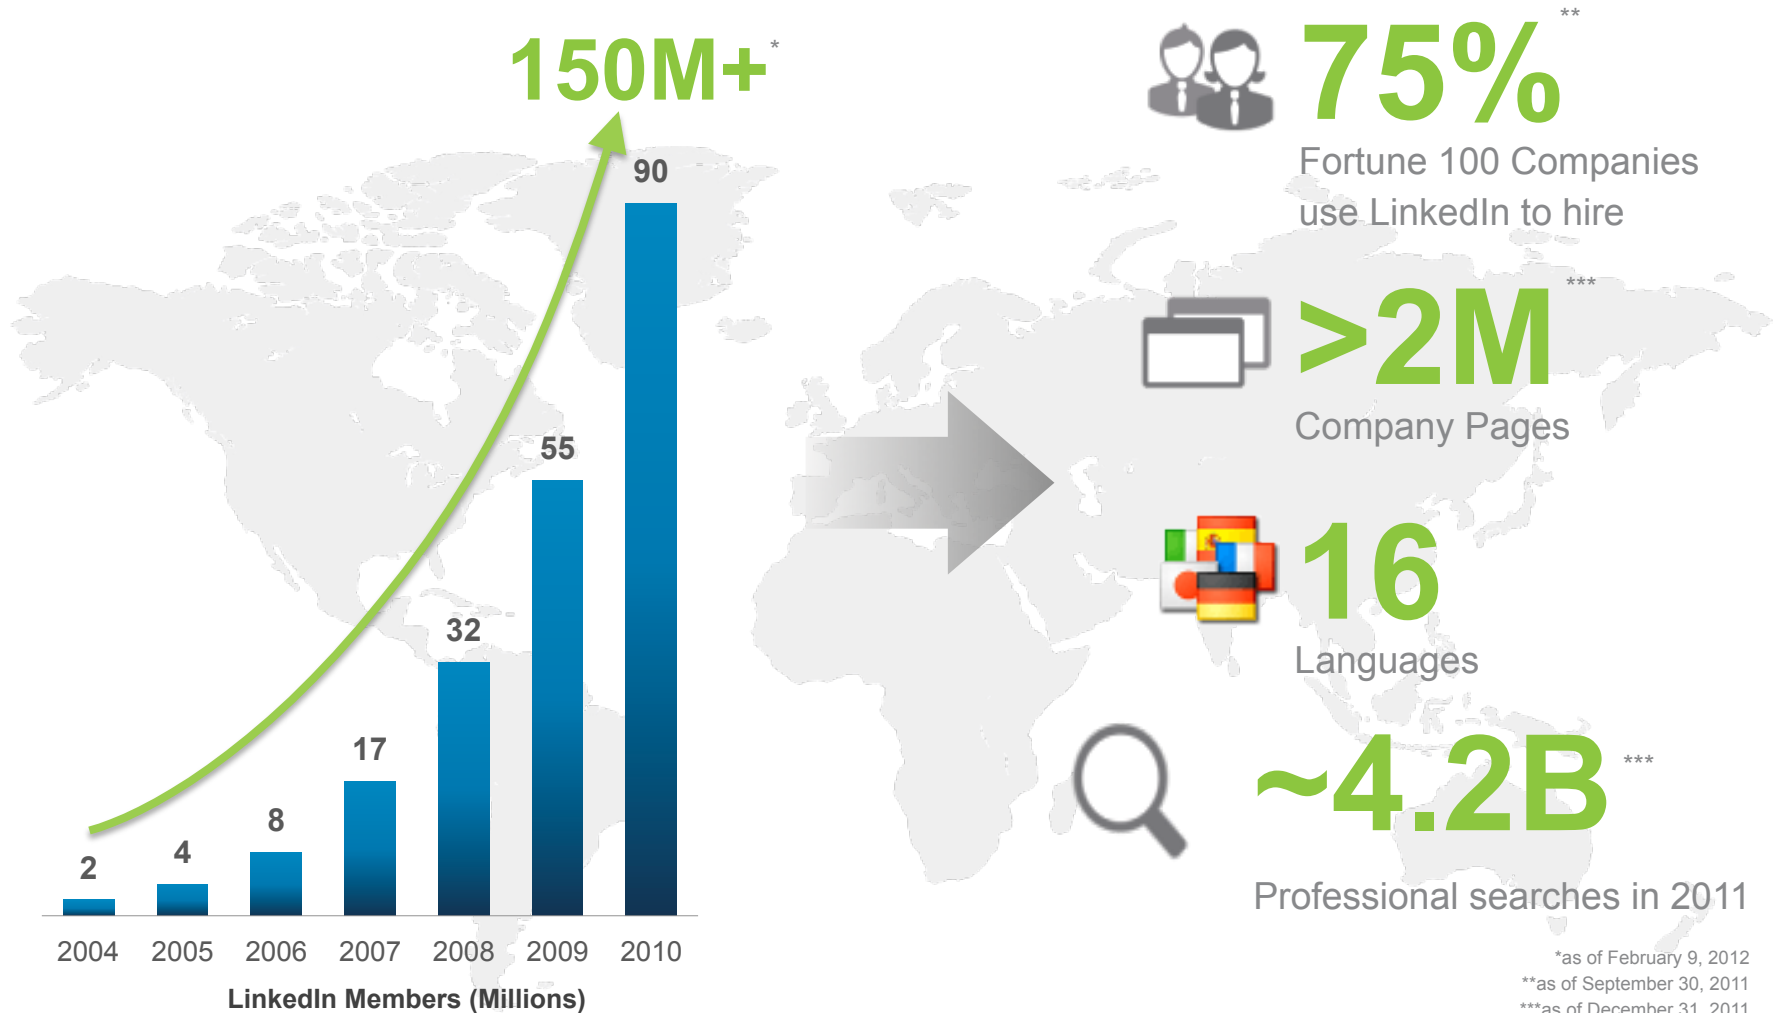 150M+*
90
55
32
17
8
4
2
2004 2005 2006 2007 2008 2009 2010
LinkedIn Members (Millions)
75%**
Fortune 100 Companies
use LinkedIn to hire
>2M***
Company Pages
16
Languages
~4.2B***
Professional searches in 2011
*as of February 9, 2012
**as of September 30, 2011
***as of December 31, 2011